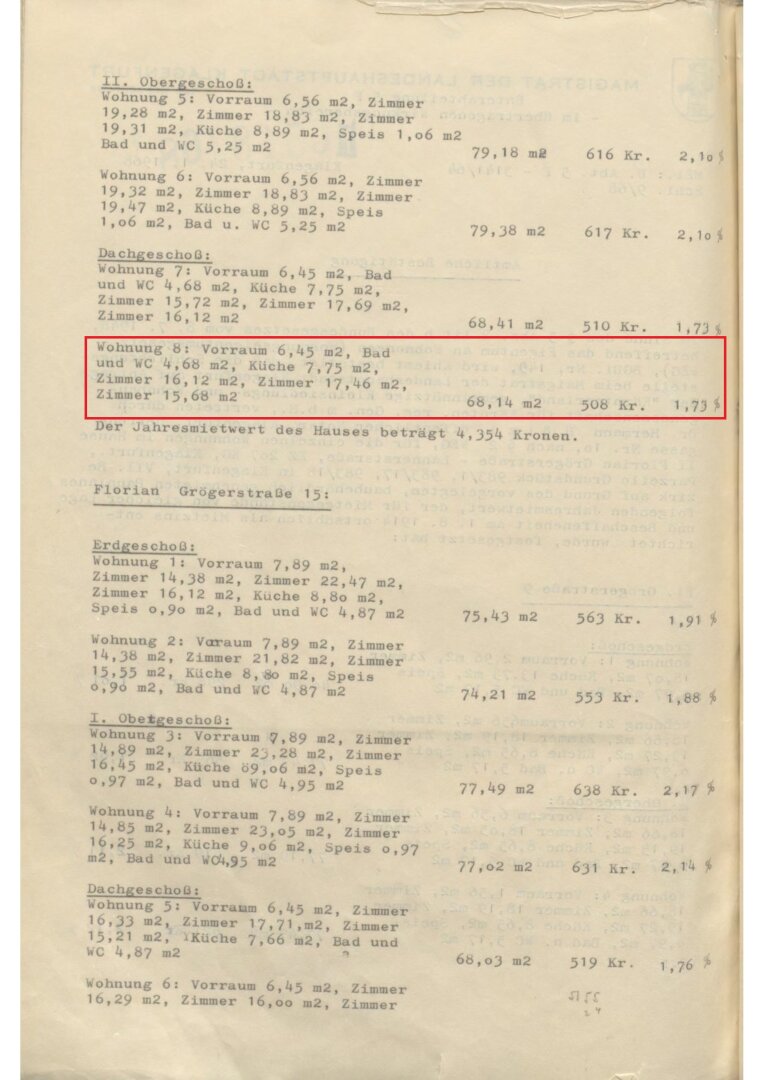 II. Obergeschoß:
Wohnung 5: Vorraum 6,56 m2, Zimmer
19,28 m2, Zimmer 18,83 m2, Zimmer
19,31 m2, Küche 8,89 m2, Speis 1,o6 m2
Bad und WC 5,25 m2 79,18 m2 616 Kr. 2,1o %
Wohnung 6: Vorraum 6,56 m2, Zimmer
19,32 m2, Zimmer 18,83 m2, Zimmer
19,47 m2, Küche 8,89 m2, Speis
1,o6 m2, Bad u. WC 5,25 m2 79,38 m2 617 Kr. 2,1o %
Dachgeschoß:
Wohnung 7: Vorraum 6,45 m2, Bad
und WC 4,68 m2, Küche 7,75 m2,
Zimmer 15,72 m2, Zimmer 17,69 m2,
Zimmer 16,12 m2 68,41 m2 510 Kr. 1,73 %
Wohnung 8: Vorraum 6,45 m2, Bad
und WC 4,68 m2, Küche 7,75 m2,
Zimmer 16,12 m2, Zimmer 17,46 m2,
Zimmer 15,68 m2 68,14 m2 508 Kr. 1,73 %
Der Jahresmietwert des Hauses beträgt 4,354 Kronen.
Florian Grögerstraße 15:
Erdgeschoß:
Wohnung 1: Vorraum 7,89 m2,
Zimmer 14,38 m2, Zimmer 22,47 m2,
Zimmer 16,12 m2, Küche 8,8o m2,
Speis o,9o m2, Bad und WC 4,87 m2 75,43 m2 563 Kr. 1,91 %
Wohnung 2: Vorraum 7,89 m2, Zimmer
14,38 m2, Zimmer 21,82 m2, Zimmer
15,55 m2, Küche 8,8o m2, Speis
o,9o m2, Bad und WC 4,87 m2 74,21 m2 553 Kr. 1,88 %
I. Obergeschoß:
Wohnung 3: Vorraum 7,89 m2, Zimmer
14,89 m2, Zimmer 23,28 m2, Zimmer
16,45 m2, Küche 69,o6 m2, Speis
o,97 m2, Bad und WC 4,95 m2 77,49 m2 638 Kr. 2,17 %
Wohnung 4: Vorraum 7,89 m2, Zimmer
14,85 m2, Zimmer 23,o5 m2, Zimmer
16,25 m2, Küche 9,o6 m2, Speis o,97
m2, Bad und WC4,95 m2 77,o2 m2 631 Kr. 2,14 %
Dachgeschoß:
Wohnung 5: Vorraum 6,45 m2, Zimmer
16,33 m2, Zimmer 17,71,m2, Zimmer
15,21 m2, Küche 7,66 m2, Bad und
WC 4,87 m2 68,o3 m2 519 Kr. 1,76 %
Wohnung 6: Vorraum 6,45 m2, Zimmer
16,29 m2, Zimmer 16,oo m2, Zimmer